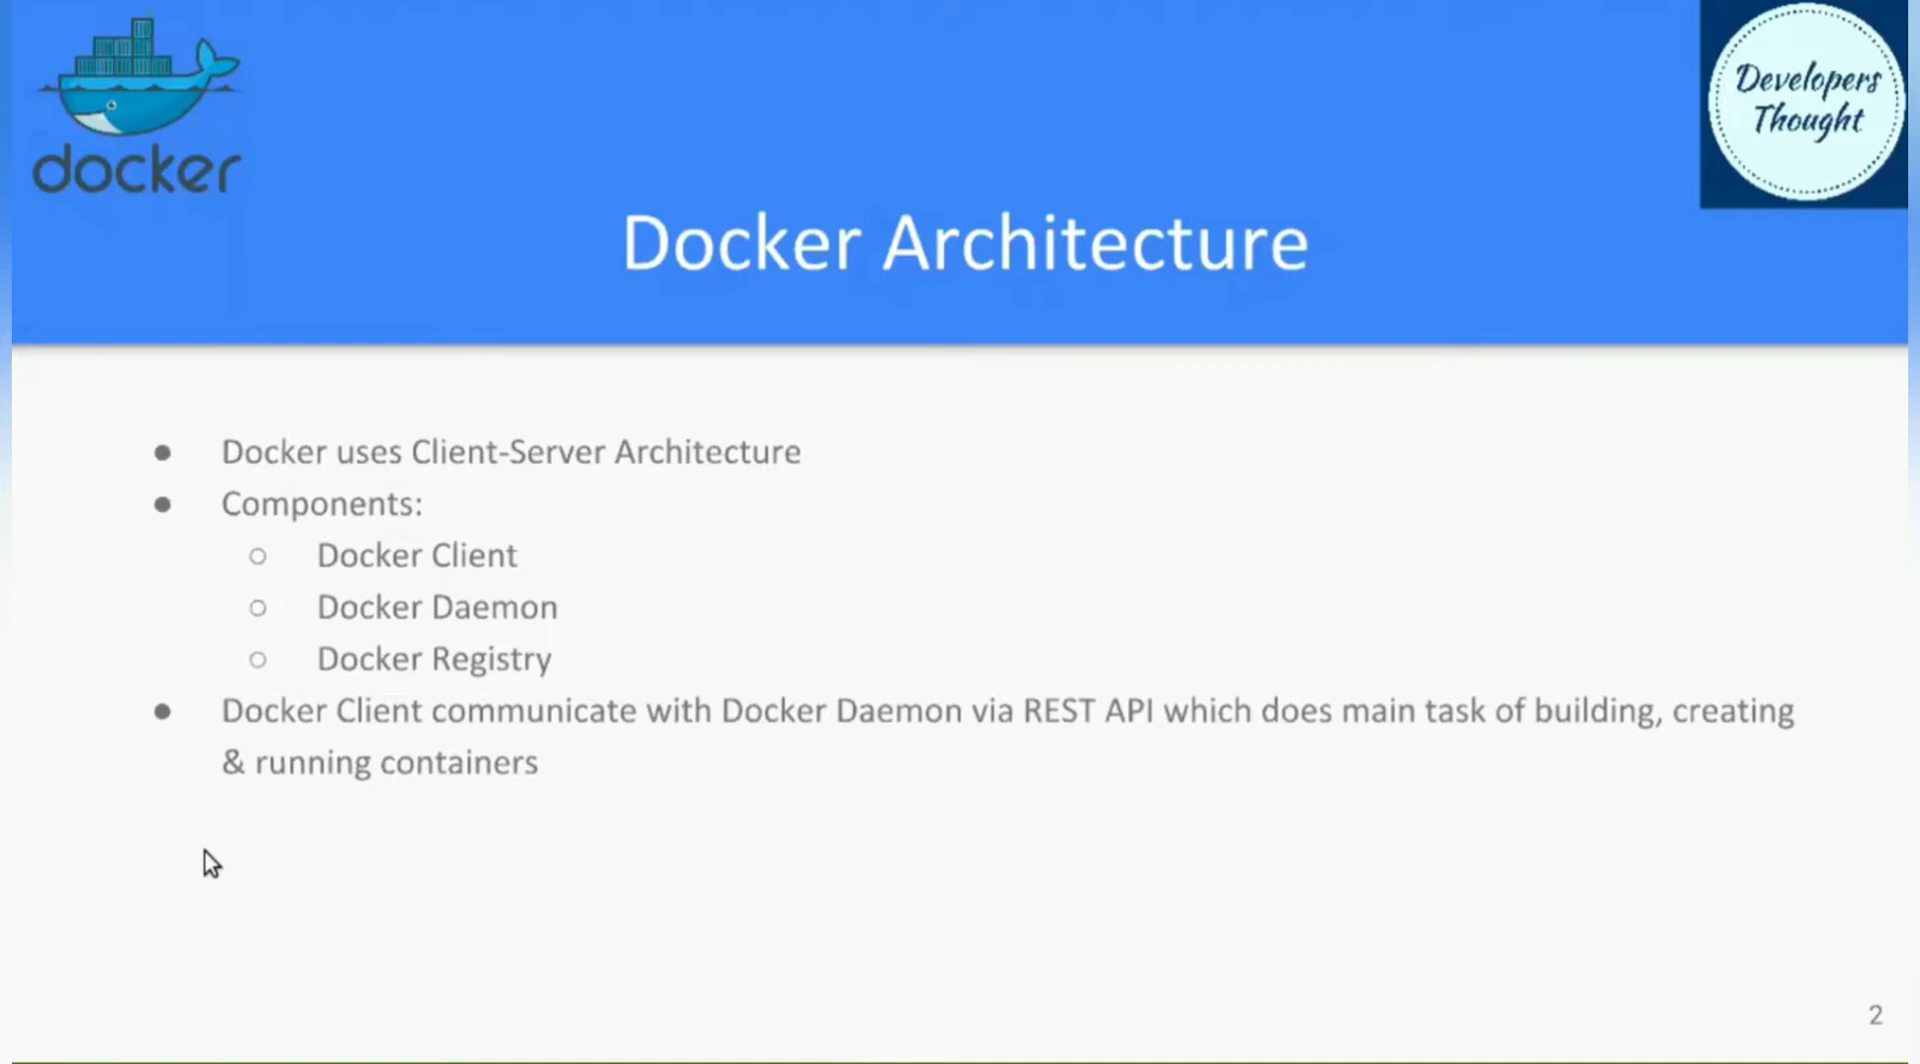 docker
Developers
Thought
Docker Architecture
● Docker uses Client-Server Architecture
● Components:
○ Docker Client
○ Docker Daemon
○ Docker Registry
● Docker Client communicate with Docker Daemon via REST API which does main task of building, creating
& running containers
2